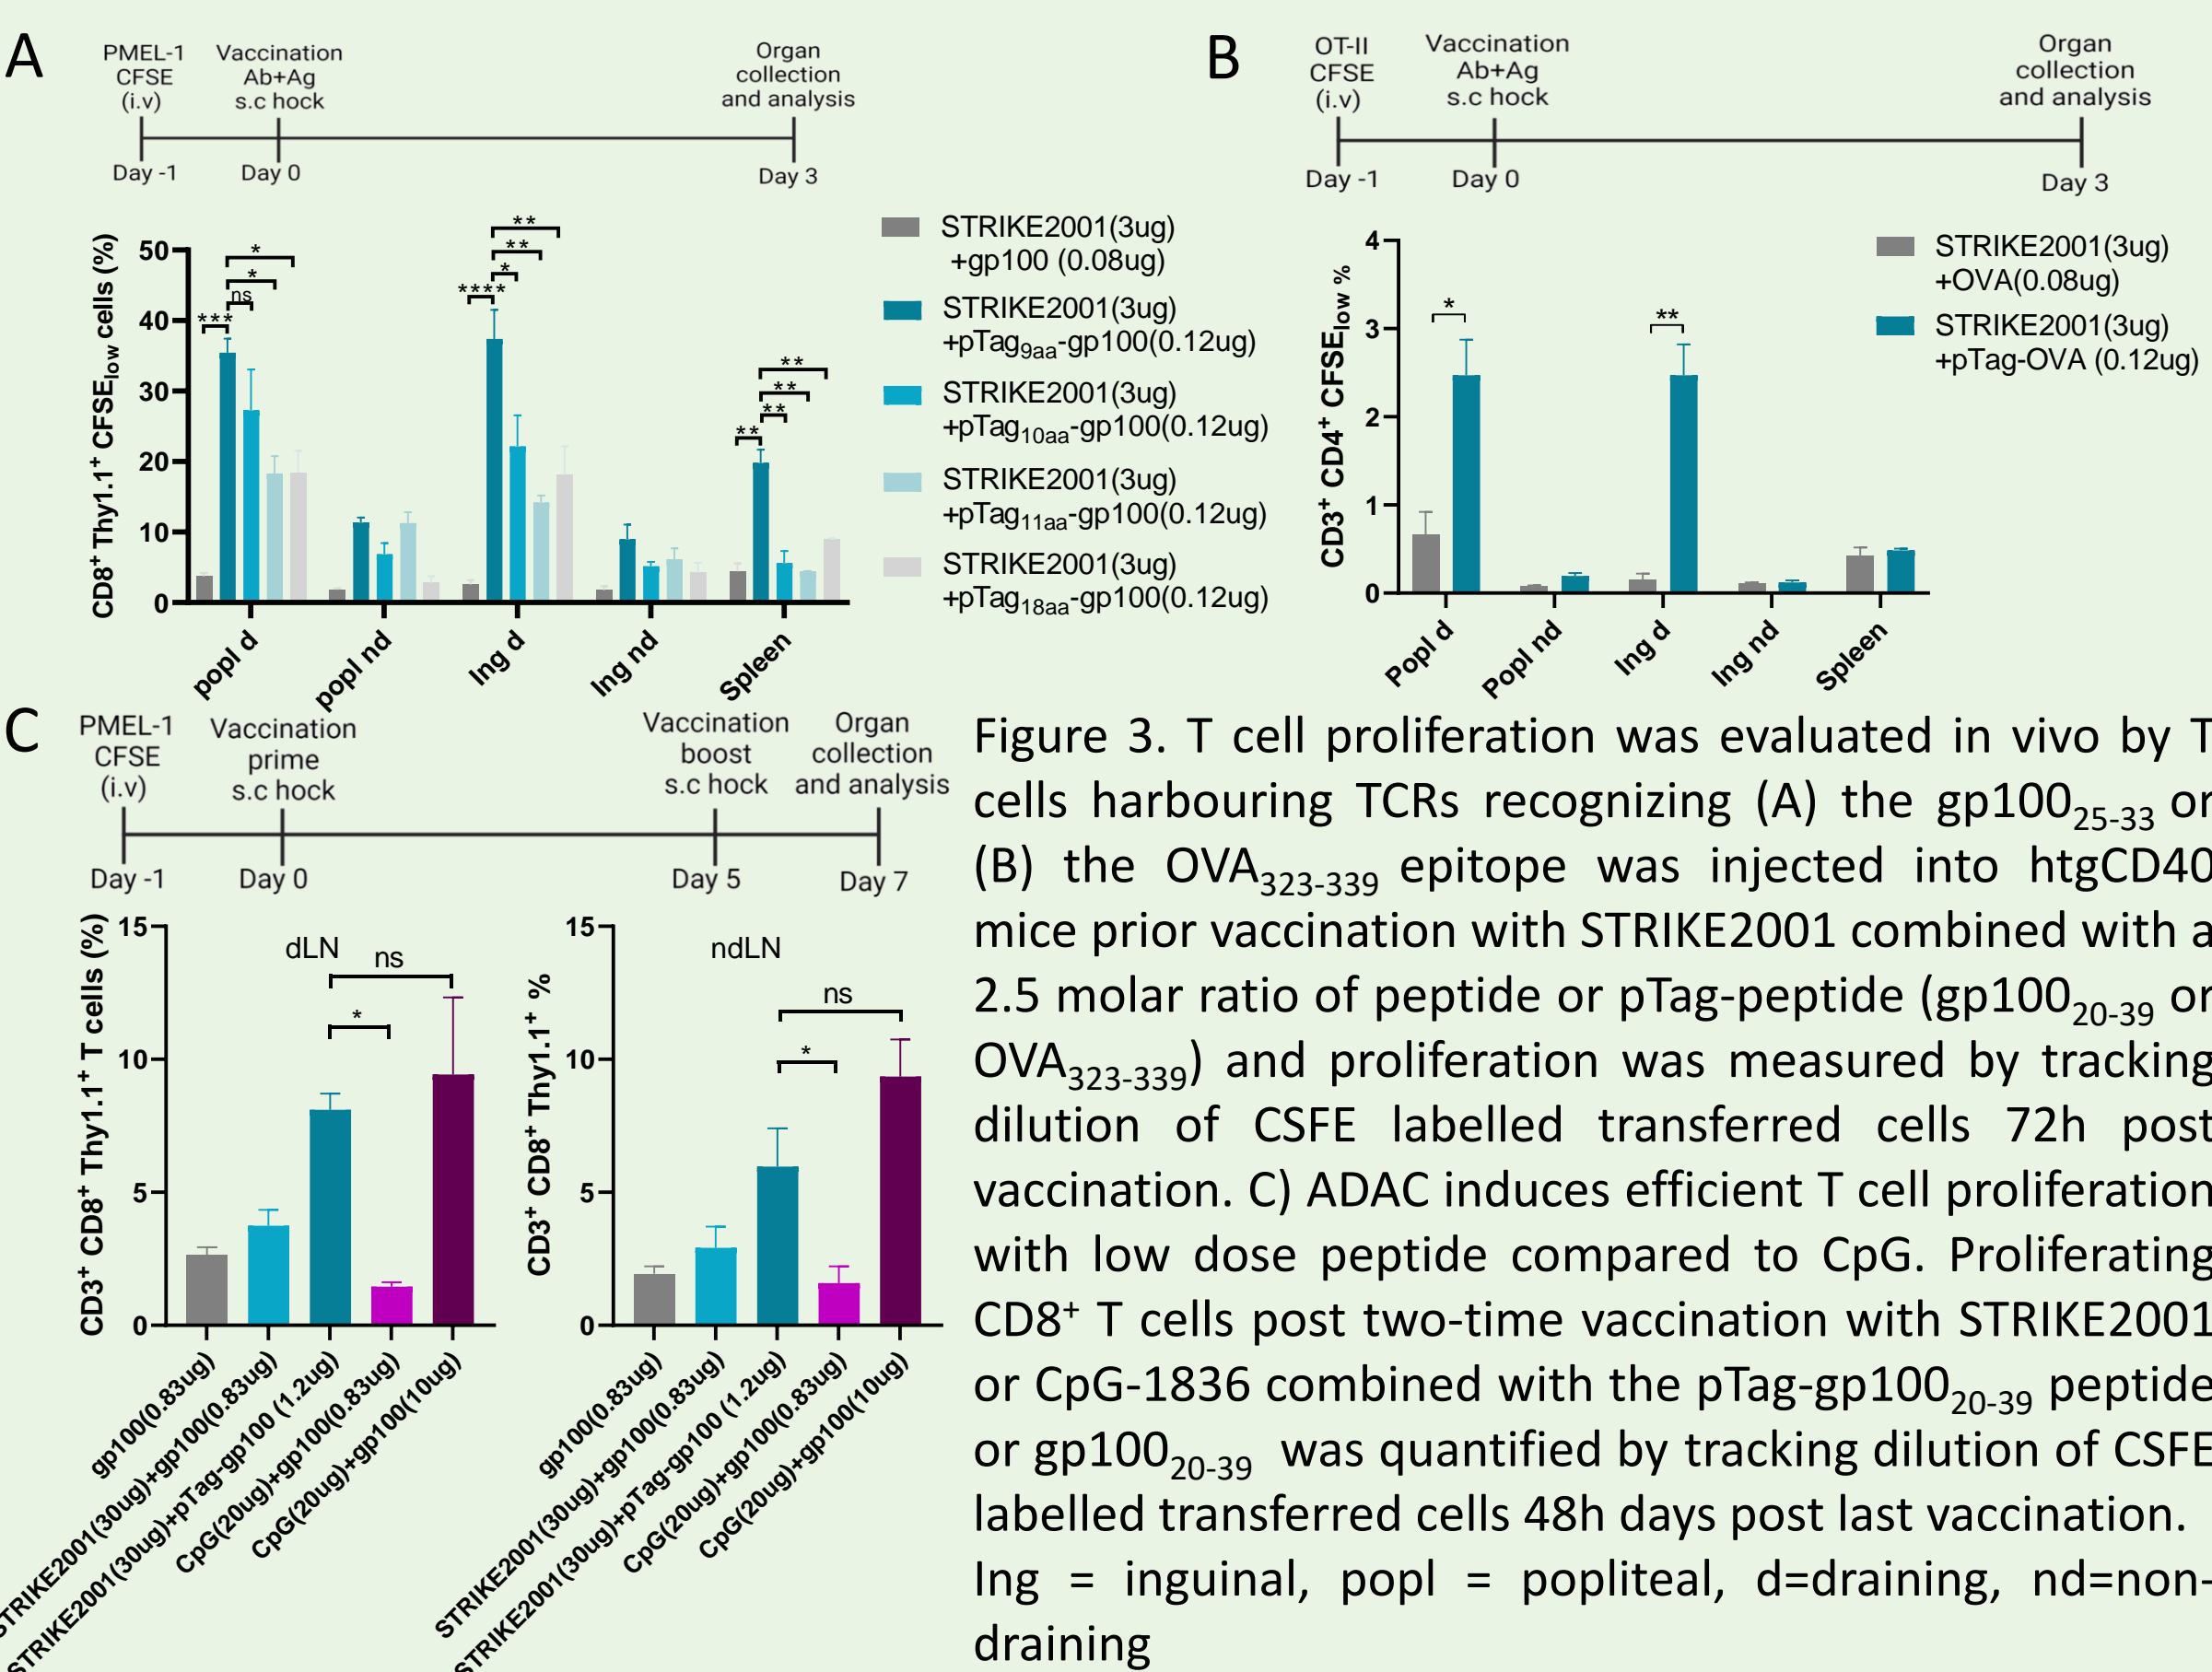 A
PMEL-1
CFSE
(i.v)
Vaccination
Ab+Ag
s.c hock
Organ
collection
and analysis
Day -1
Day 0
Day 3
CD8+ Thy1.1+ CFSElow cells (%)
50
40
30
20
10
0
***
ns
*
*
****
*
**
**
**
**
**
**
popl d
popl nd
Ing d
Ing nd
Spleen
STRIKE2001(3ug)
+gp100 (0.08ug)
STRIKE2001(3ug)
+pTag9aa-gp100(0.12ug)
STRIKE2001(3ug)
+pTag10aa-gp100(0.12ug)
STRIKE2001(3ug)
+pTag11aa-gp100(0.12ug)
STRIKE2001(3ug)
+pTag18aa-gp100(0.12ug)
B
OT-II
CFSE
(i.v)
Vaccination
Ab+Ag
s.c hock
Organ
collection
and analysis
Day -1
Day 0
Day 3
CD3+ CD4+ CFSElow %
4
3
2
1
0
*
**
Popl d
Popl nd
Ing d
Ing nd
Spleen
STRIKE2001(3ug)
+OVA(0.08ug)
STRIKE2001(3ug)
+pTag-OVA (0.12ug)
C
PMEL-1
CFSE
(i.v)
Vaccination
prime
s.c hock
Vaccination
boost
s.c hock
Organ
collection
and analysis
Day -1
Day 0
Day 5
Day 7
CD3+ CD8+ Thy1.1+ T cells (%)
15
10
5
0
dLN
ns
*
gp100(0.83ug)
STRIKE2001(30ug)+gp100(0.83ug)
STRIKE2001(30ug)+pTag-gp100 (1.2ug)
CpG(20ug)+gp100(0.83ug)
CpG(20ug)+gp100(10ug)
CD3+ CD8+ Thy1.1+ %
15
10
5
0
ndLN
ns
*
gp100(0.83ug)
STRIKE2001(30ug)+gp100(0.83ug)
STRIKE2001(30ug)+pTag-gp100 (1.2ug)
CpG(20ug)+gp100(0.83ug)
CpG(20ug)+gp100(10ug)
Figure 3. T cell proliferation was evaluated in vivo by T
cells harbouring TCRs recognizing (A) the gp10025-33 or
(B) the OVA323-339 epitope was injected into htgCD40
mice prior vaccination with STRIKE2001 combined with a
2.5 molar ratio of peptide or pTag-peptide (gp10020-39 or
OVA323-339) and proliferation was measured by tracking
dilution of CSFE labelled transferred cells 72h post
vaccination. C) ADAC induces efficient T cell proliferation
with low dose peptide compared to CpG. Proliferating
CD8+ T cells post two-time vaccination with STRIKE2001
or CpG-1836 combined with the pTag-gp10020-39 peptide
or gp10020-39 was quantified by tracking dilution of CSFE
labelled transferred cells 48h days post last vaccination.
Ing = inguinal, popl = popliteal, d=draining, nd=non-
draining